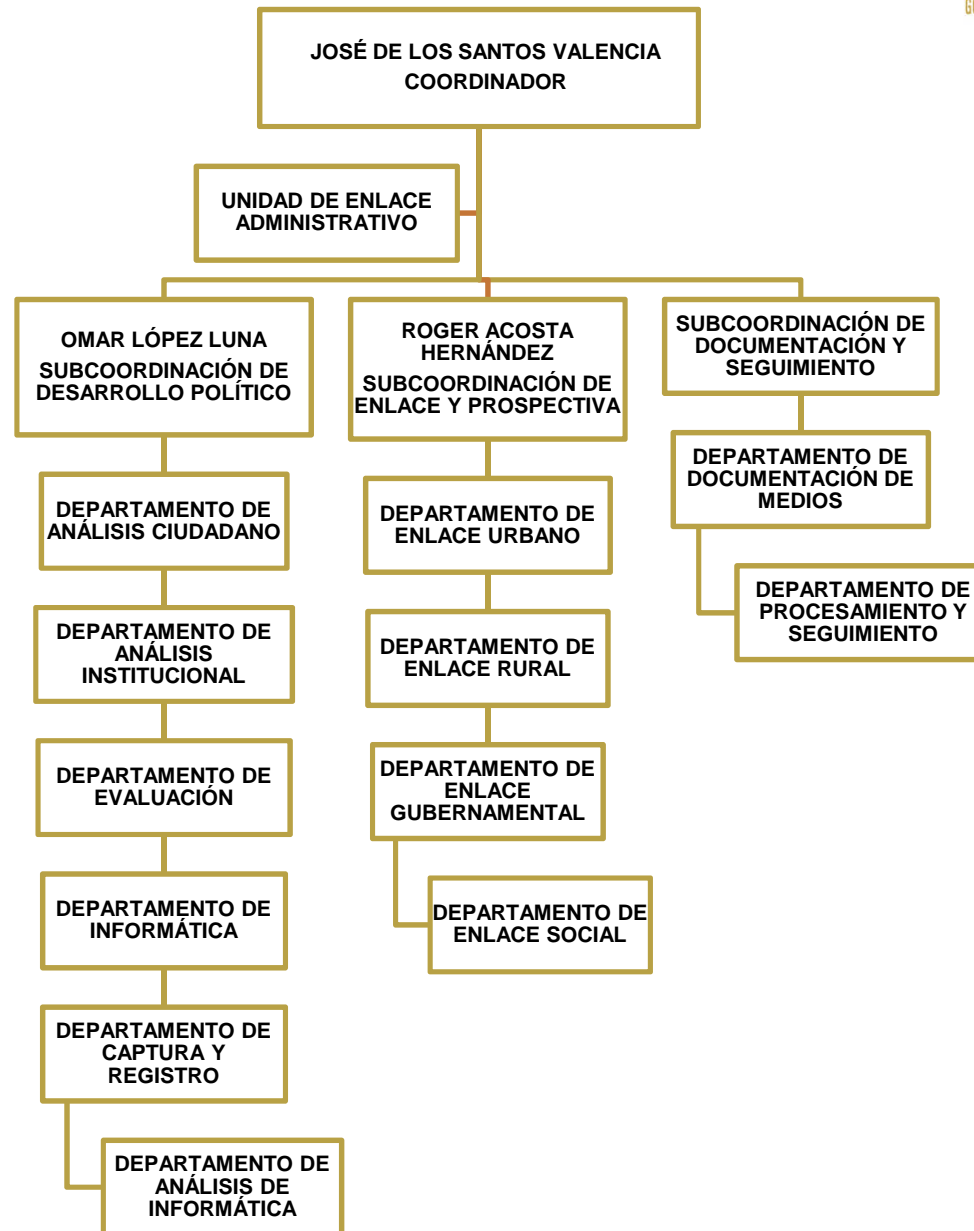 JOSÉ DE LOS SANTOS VALENCIA
COORDINADOR
UNIDAD DE ENLACE
ADMINISTRATIVO
OMAR LÓPEZ LUNA
SUBCOORDINACIÓN DE
DESARROLLO POLÍTICO
DEPARTAMENTO DE
ANÁLISIS CIUDADANO
DEPARTAMENTO DE
ANÁLISIS
INSTITUCIONAL
DEPARTAMENTO DE
EVALUACIÓN
DEPARTAMENTO DE
INFORMÁTICA
DEPARTAMENTO DE
CAPTURA Y
REGISTRO
DEPARTAMENTO DE
ANÁLISIS DE
INFORMÁTICA
ROGER ACOSTA
HERNÁNDEZ
SUBCOORDINACIÓN DE
ENLACE Y PROSPECTIVA
DEPARTAMENTO DE
ENLACE URBANO
DEPARTAMENTO DE
ENLACE RURAL
DEPARTAMENTO DE
ENLACE
GUBERNAMENTAL
DEPARTAMENTO DE
ENLACE SOCIAL
SUBCOORDINACIÓN DE
DOCUMENTACIÓN Y
SEGUIMIENTO
DEPARTAMENTO DE
DOCUMENTACIÓN DE
MEDIOS
DEPARTAMENTO DE
PROCESAMIENTO Y
SEGUIMIENTO